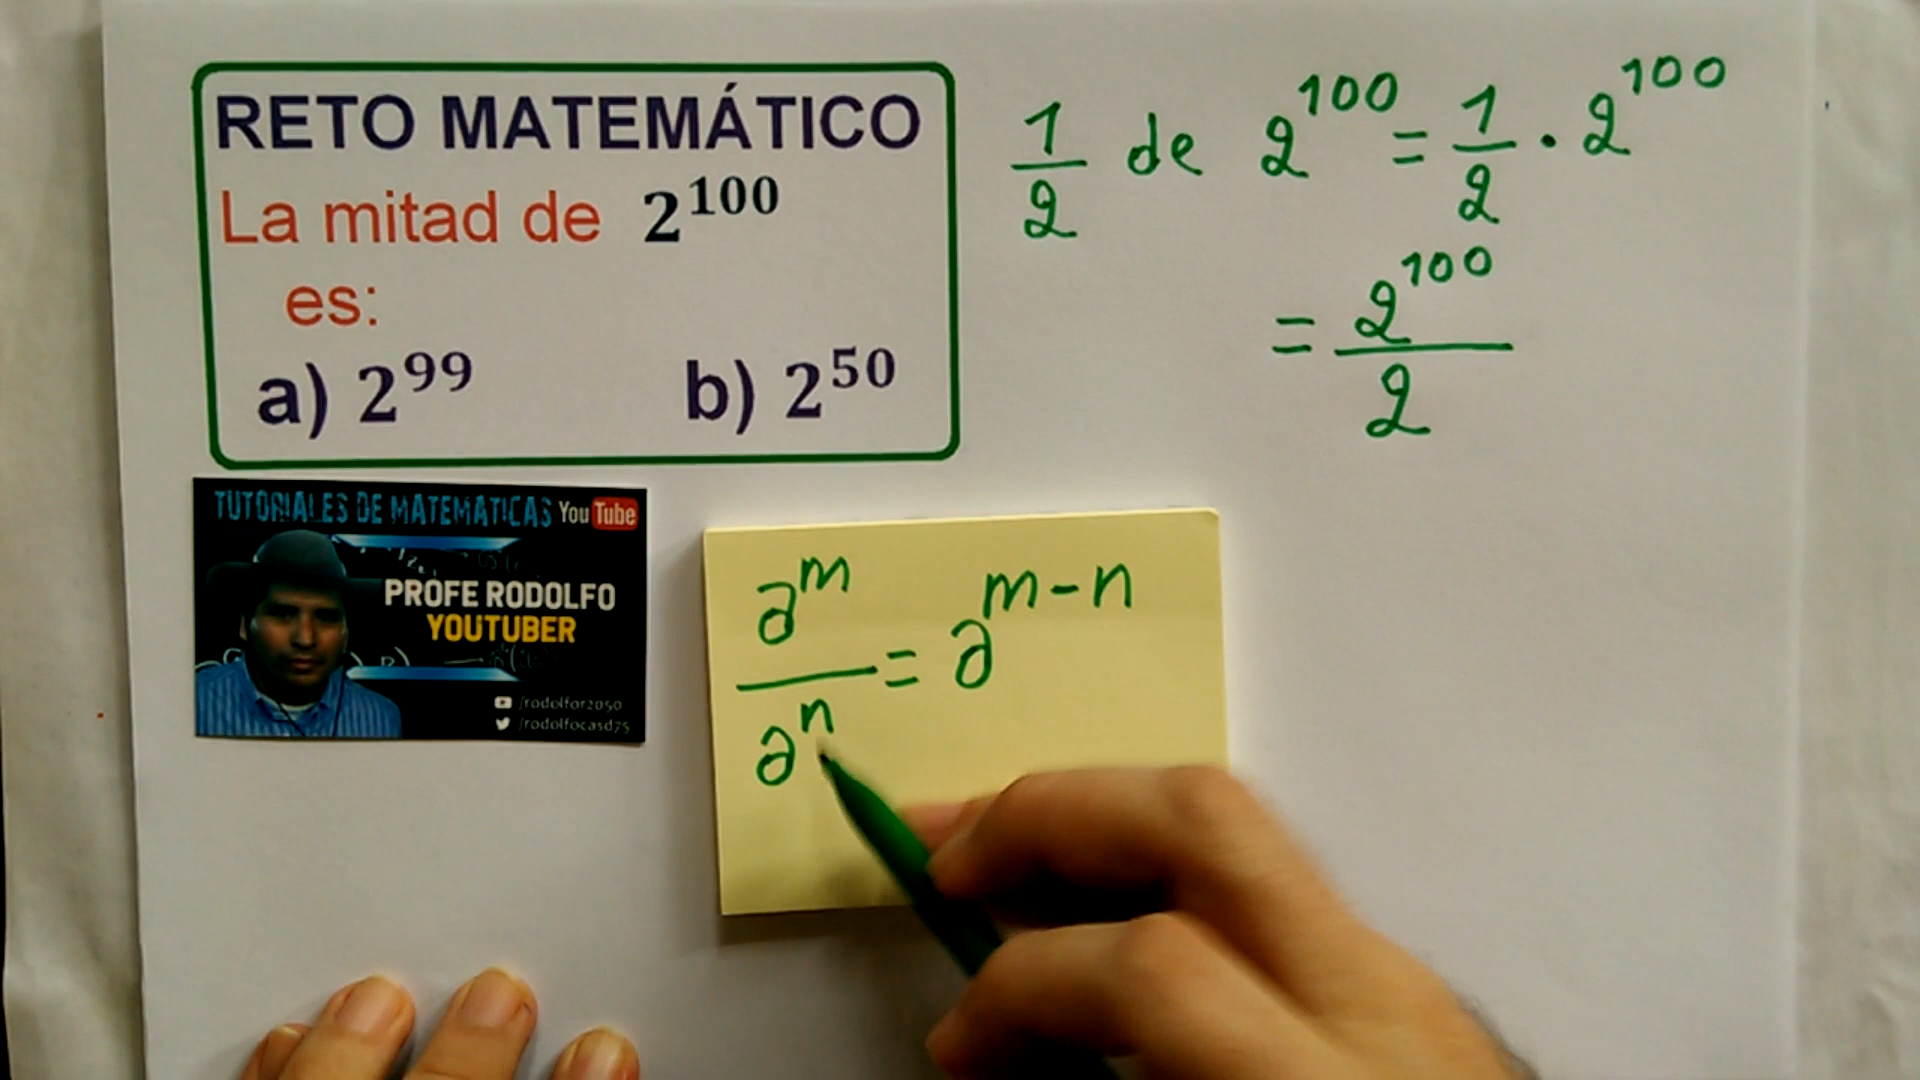 RETO MATEMÁTICO
La mitad de 2^100
es:
a) 2^99 b) 2^50
1/2 de 2^100 = 1/2 · 2^100
= 2^100/2
TUTORIALES DE MATEMATICAS YouTube
PROFE RODOLFO
YOUTUBER
/rodolfor2050
/rodolfocasd75
a^m/a^n = a^m-n